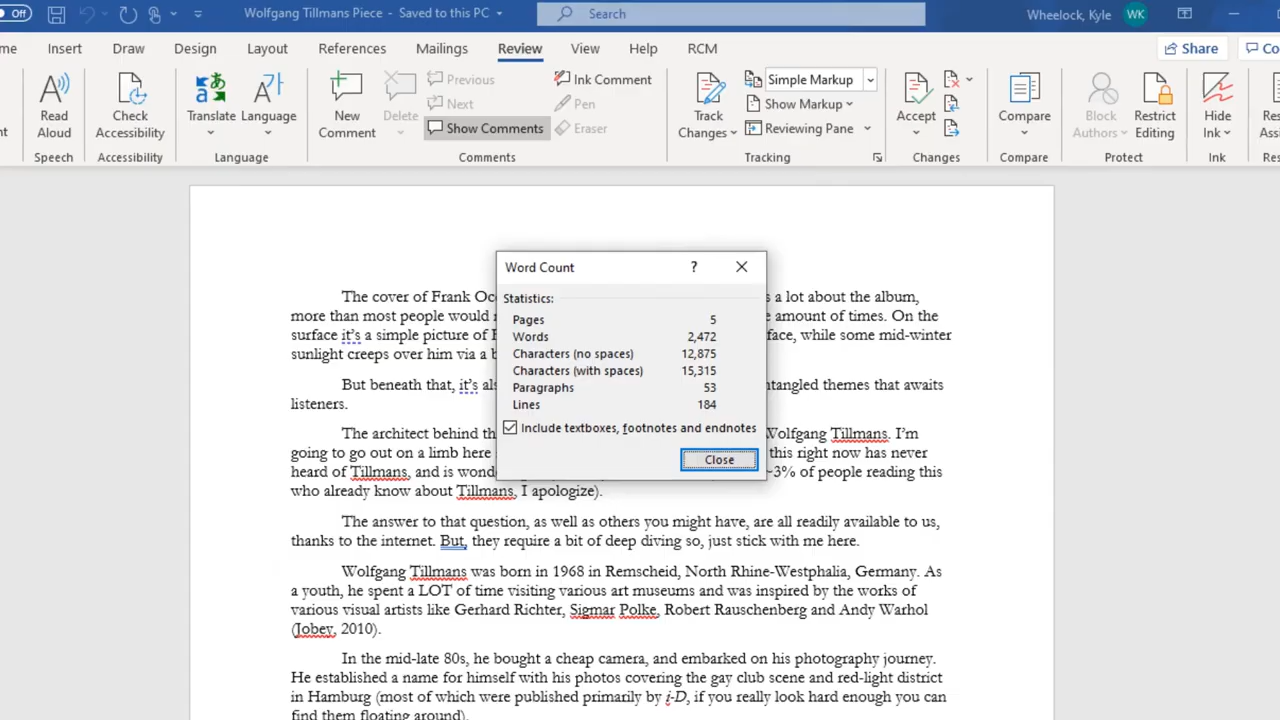 Off
Wolfgang Tillmans Piece - Saved to this PC
Search
Wheelock, Kyle
WK
Insert Draw Design Layout References Mailings Review View Help RCM
Share
Read Aloud
Speech
Check Accessibility
Accessibility
Translate
Language
Language
New Comment
Delete
Previous
Next
Show Comments
Ink Comment
Pen
Eraser
Comments
Track Changes
Simple Markup
Show Markup
Reviewing Pane
Tracking
Accept
Changes
Compare
Compare
Block Authors
Restrict Editing
Protect
Hide Ink
Ink
Word Count ?
Statistics:
Pages 5
Words 2,472
Characters (no spaces) 12,875
Characters (with spaces) 15,315
Paragraphs 53
Lines 184
Include textboxes, footnotes and endnotes
Close
The cover of Frank a lot about the album,
more than most people would amount of times. On the
surface it's a simple picture of while some mid-winter
sunlight creeps over him via a
But beneath that, it's themes that awaits
listeners.
The architect behind Wolfgang Tillmans. I'm
going to go out on a limb here this right now has never
heard of Tillmans, and is ~3% of people reading this
who already know about Tillmans, I apologize).
The answer to that question, as well as others you might have, are all readily available to us,
thanks to the internet. But, they require a bit of deep diving so, just stick with me here.
Wolfgang Tillmans was born in 1968 in Remscheid, North Rhine-Westphalia, Germany. As
a youth, he spent a LOT of time visiting various art museums and was inspired by the works of
various visual artists like Gerhard Richter, Sigmar Polke, Robert Rauschenberg and Andy Warhol
(Jobey, 2010).
In the mid-late 80s, he bought a cheap camera, and embarked on his photography journey.
He established a name for himself with his photos covering the gay club scene and red-light district
in Hamburg (most of which were published primarily by i-D, if you really look hard enough you can
find them floating around).